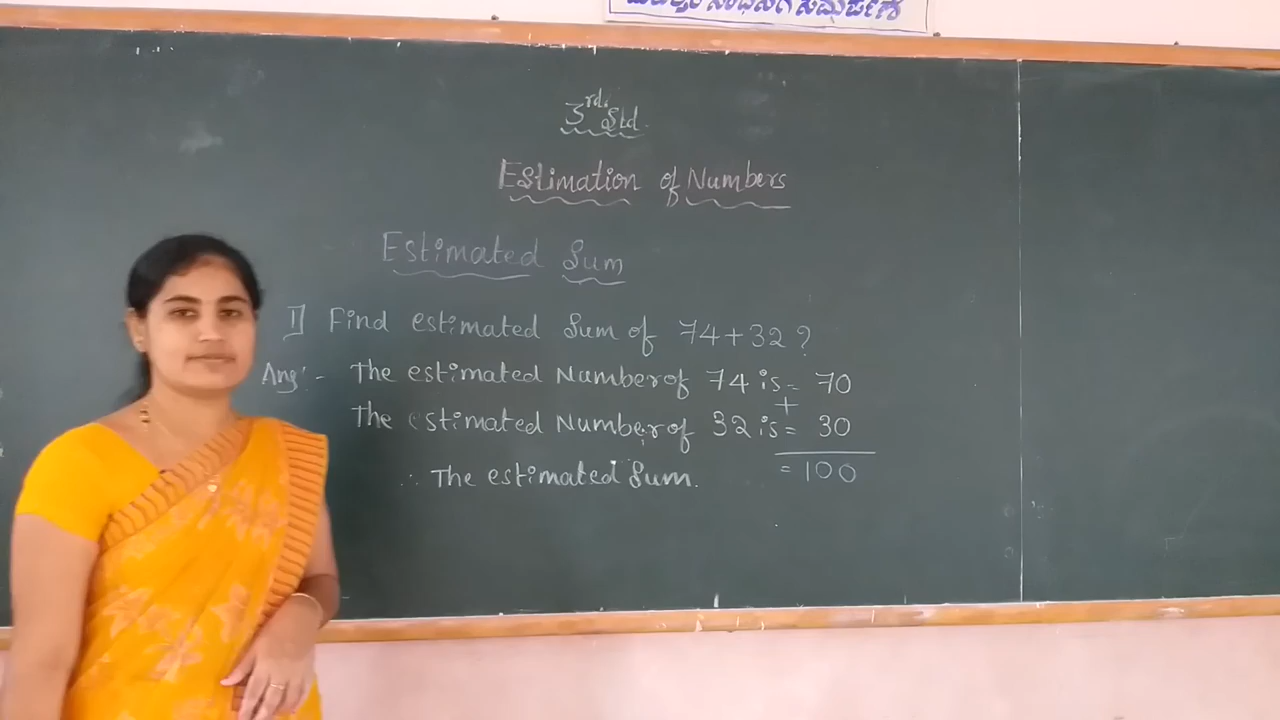 3rd Std.
Estimation of Numbers
Estimated Sum
1] Find estimated Sum of 74+32?
Ans:- The estimated Number of 74 is = 70
+
The estimated Number of 32 is = 30
∴ The estimated Sum. = 100